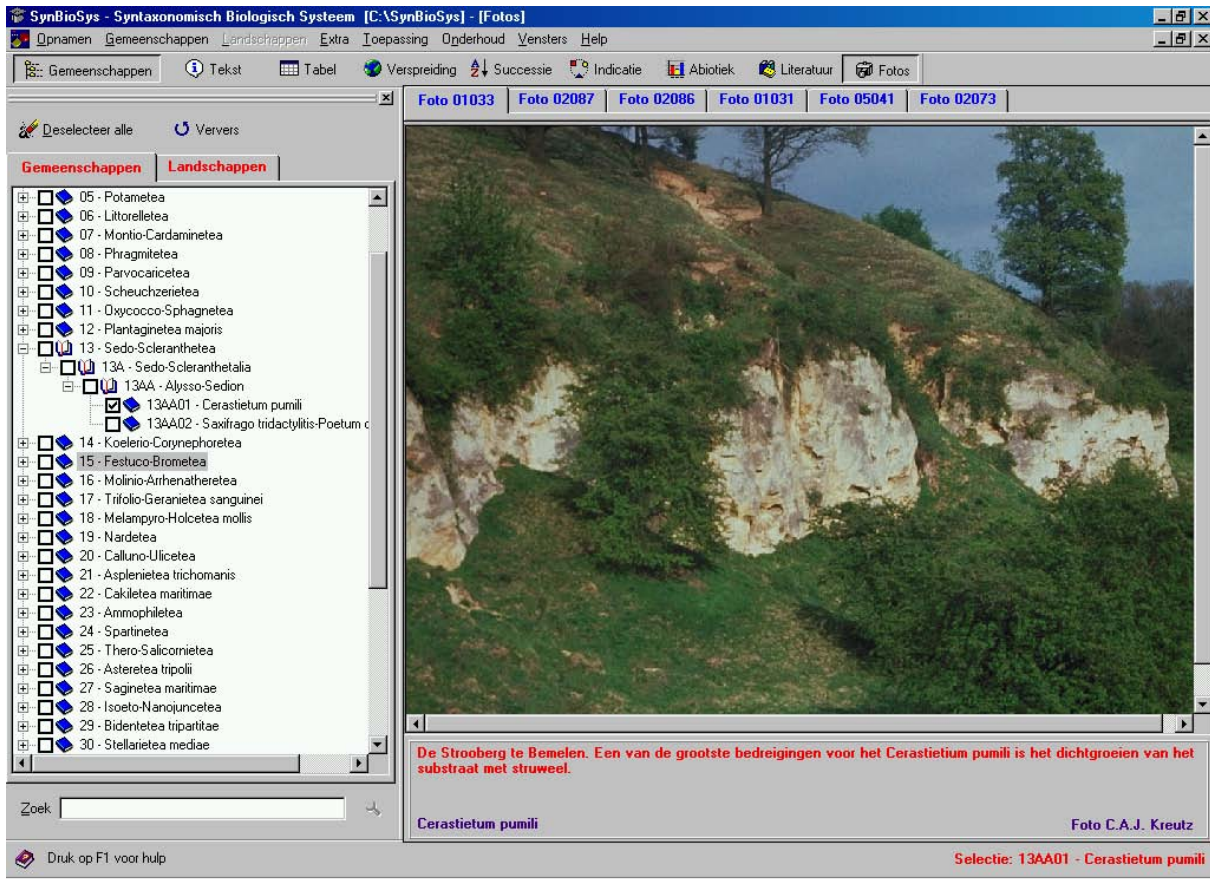 SynBioSys - Syntaxonomisch Biologisch Systeem [C:\SynBioSys] - [Fotos]
Opnamen Gemeenschappen Landschappen Extra Toepassing Onderhoud Vensters Help
Gemeenschappen Tekst Tabel Verspreiding Successie Indicatie Abiotiek Literatuur Fotos
Deselecteer alle Ververs
Gemeenschappen Landschappen
05 - Potametea
06 - Littorelletea
07 - Montio-Cardaminetea
08 - Phragmitetea
09 - Parvocaricetea
10 - Scheuchzerietea
11 - Oxycocco-Sphagnetea
12 - Plantaginetea majoris
13 - Sedo-Scleranthetea
13A - Sedo-Scleranthetalia
13AA - Alysso-Sedion
13AA01 - Cerastietum pumili
13AA02 - Saxifrago tridactylitis-Poetum c
14 - Koelerio-Corynephoretea
15 - Festuco-Brometea
16 - Molinio-Arrhenatheretea
17 - Trifolio-Geranietea sanguinei
18 - Melampyro-Holcetea mollis
19 - Nardetea
20 - Calluno-Ulicetea
21 - Asplenietea trichomanis
22 - Cakiletea maritimae
23 - Ammophiletea
24 - Spartinetea
25 - Thero-Salicornietea
26 - Asteretea tripolii
27 - Saginetea maritimae
28 - Isoeto-Nanojuncetea
29 - Bidentetea tripartitae
30 - Stellarietea mediae
Zoek
Foto 01033 Foto 02087 Foto 02086 Foto 01031 Foto 05041 Foto 02073
De Strooberg te Bemelen. Een van de grootste bedreigingen voor het Cerastietium pumili is het dichtgroeien van het
substraat met struweel.
Cerastietum pumili Foto C.A.J. Kreutz
Druk op F1 voor hulp Selectie: 13AA01 - Cerastietum pumili